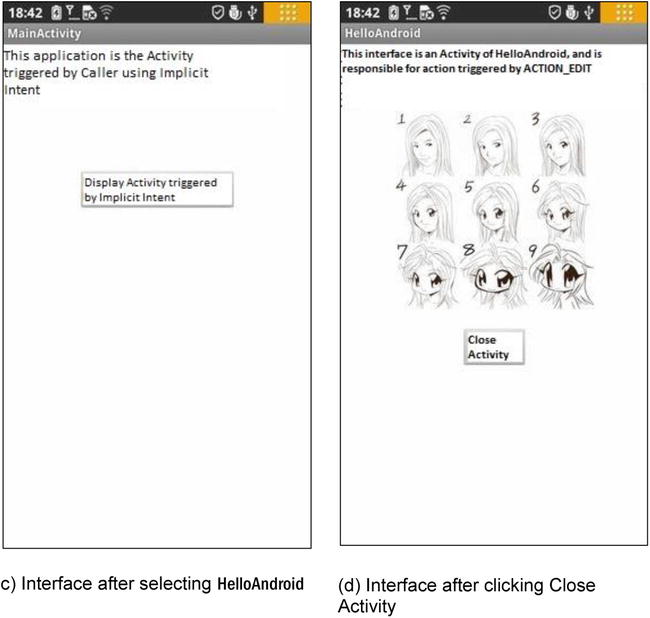 18:42
MainActivity
This application is the Activity
triggered by Caller using Implicit
Intent
Display Activity triggered
by Implicit Intent
c) Interface after selecting HelloAndroid
18:42
HelloAndroid
This interface is an Activity of HelloAndroid, and is
responsible for action triggered by ACTION_EDIT
1 2 3
4 5 6
7 8 9
Close
Activity
(d) Interface after clicking Close
Activity